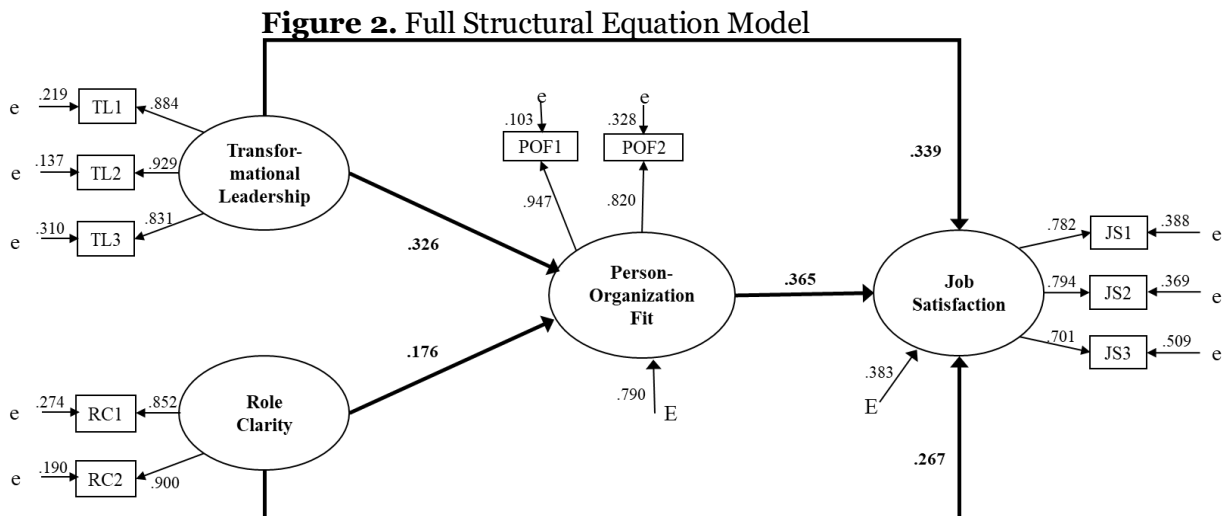 Figure 2. Full Structural Equation Model
e
.219
TL1
.884
e
.137
TL2
.929
e
.310
TL3
.831
Transfor-
mational
Leadership
e
.103
POF1
.947
e
.328
POF2
.820
.339
.326
Person-
Organization
Fit
.365
Job
Satisfaction
.782
JS1
.388
e
.794
JS2
.369
e
.701
JS3
.509
e
.176
.790
E
.383
E
e
.274
RC1
.852
e
.190
RC2
.900
Role
Clarity
.267